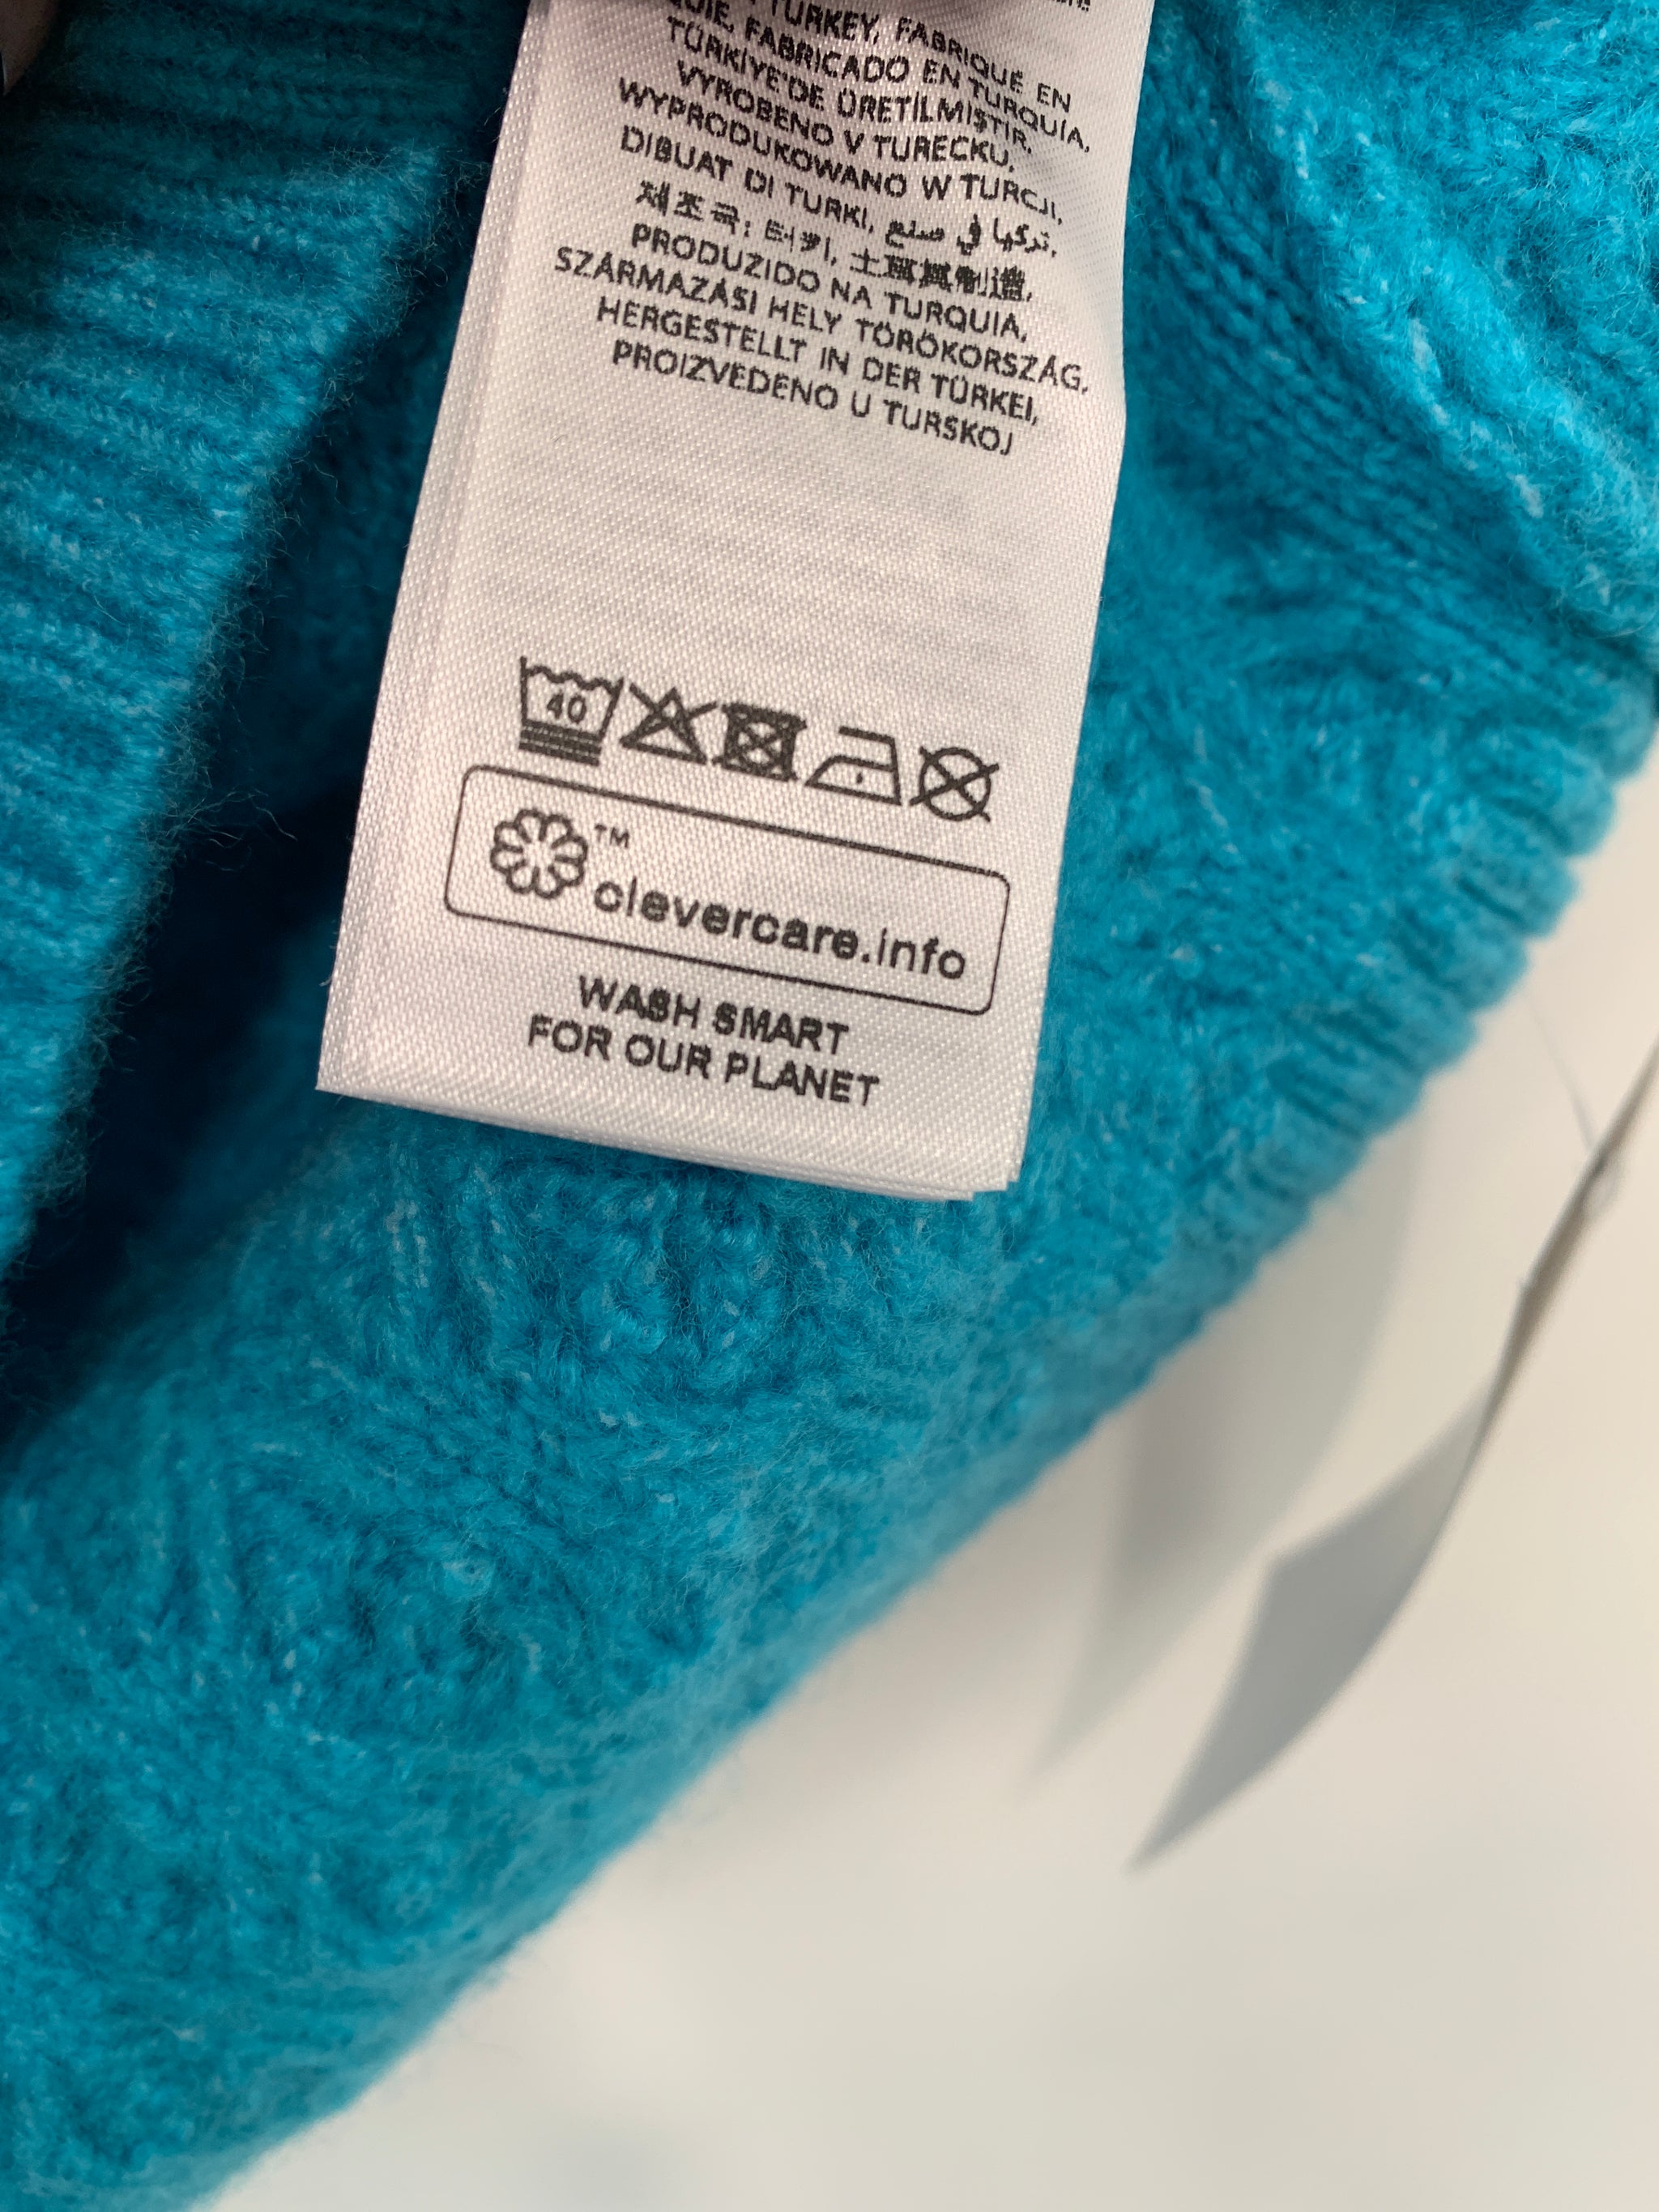 TURKEY, FABRIQUÉ EN
FABRICADO EN TURQUÍA,
TÜRKİYE'DE ÜRETİLMİŞTİR,
VYROBENO V TURECKU,
WYPRODUKOWANO W TURCJI,
DIBUAT DI TURKI, تركيا في صنع,
제조국: 터키, 土耳其制造,
PRODUZIDO NA TURQUIA,
SZÁRMAZÁSI HELY TÖRÖKORSZÁG,
HERGESTELLT IN DER TÜRKEI,
PROIZVEDENO U TURSKOJ
40
™
clevercare.info
WASH SMART
FOR OUR PLANET